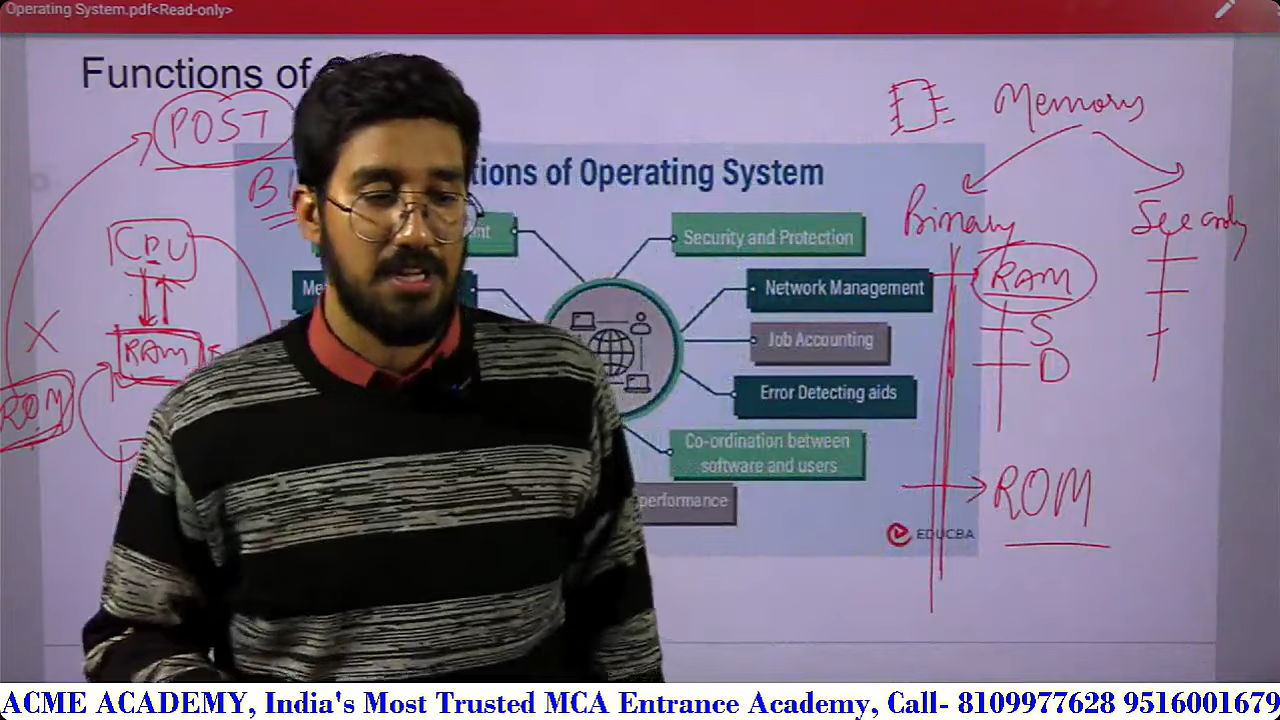 Operating System.pdf<Read-only>
Functions of
POST
Memory
tions of Operating System
CPU
Security and Protection
Network Management
RAM
Job Accounting
S
RAM
D
Error Detecting aids
ROM
Co-ordination between
software and users
performance
ROM
EDUCBA
ACME ACADEMY, India's Most Trusted MCA Entrance Academy, Call- 8109977628 9516001679